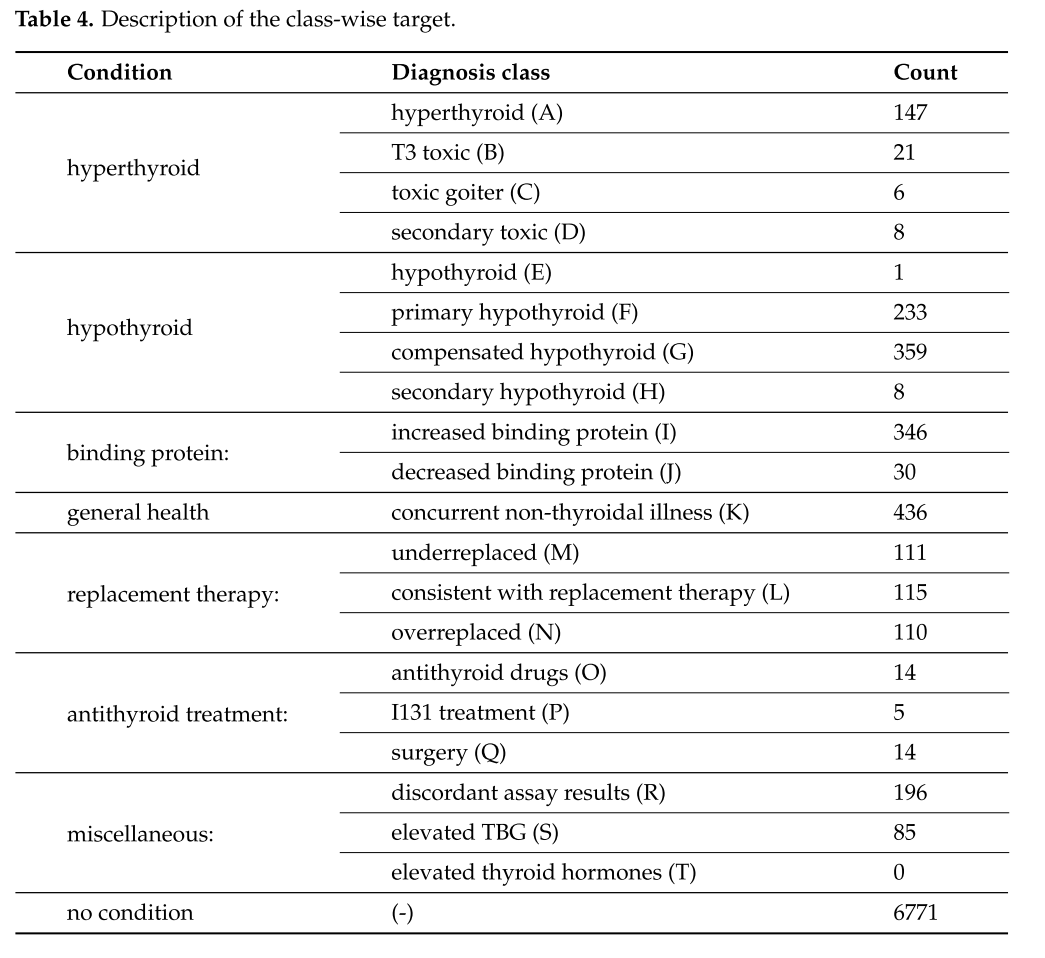 Table 4. Description of the class-wise target.
Condition Diagnosis class Count
hyperthyroid
hyperthyroid (A) 147
T3 toxic (B) 21
toxic goiter (C) 6
secondary toxic (D) 8
hypothyroid
hypothyroid (E) 1
primary hypothyroid (F) 233
compensated hypothyroid (G) 359
secondary hypothyroid (H) 8
binding protein:
increased binding protein (I) 346
decreased binding protein (J) 30
general health concurrent non-thyroidal illness (K) 436
replacement therapy:
underreplaced (M) 111
consistent with replacement therapy (L) 115
overreplaced (N) 110
antithyroid treatment:
antithyroid drugs (O) 14
I131 treatment (P) 5
surgery (Q) 14
miscellaneous:
discordant assay results (R) 196
elevated TBG (S) 85
elevated thyroid hormones (T) 0
no condition (-) 6771